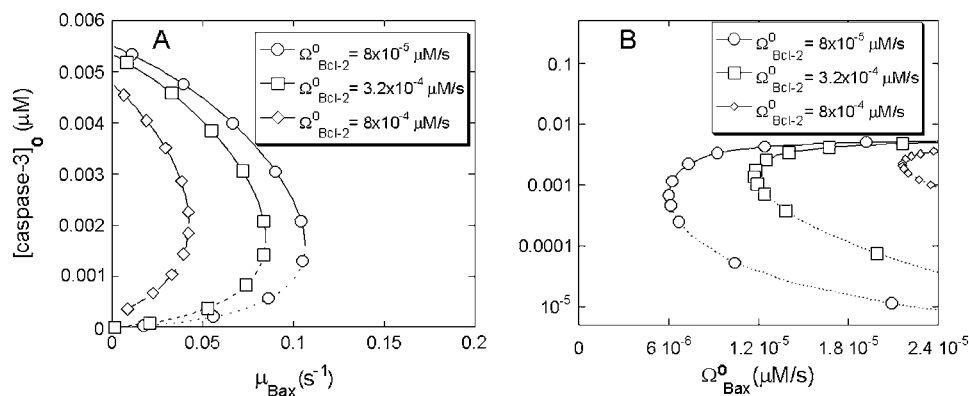 A
Ω⁰Bcl-2 = 8x10⁻⁵ μM/s
Ω⁰Bcl-2 = 3.2x10⁻⁴ μM/s
Ω⁰Bcl-2 = 8x10⁻⁴ μM/s
[caspase-3]₀ (μM)
0.006
0.005
0.004
0.003
0.002
0.001
0
0 0.05 0.1 0.15 0.2
μBax(s⁻¹)
B
Ω⁰Bcl-2 = 8x10⁻⁵ μM/s
Ω⁰Bcl-2 = 3.2x10⁻⁴ μM/s
Ω⁰Bcl-2 = 8x10⁻⁴ μM/s
0.1
0.01
0.001
0.0001
10⁻⁵
0 6 10⁻⁶ 1.2 10⁻⁵ 1.8 10⁻⁵ 2.4 10⁻⁵
Ω⁰Bax(μM/s)